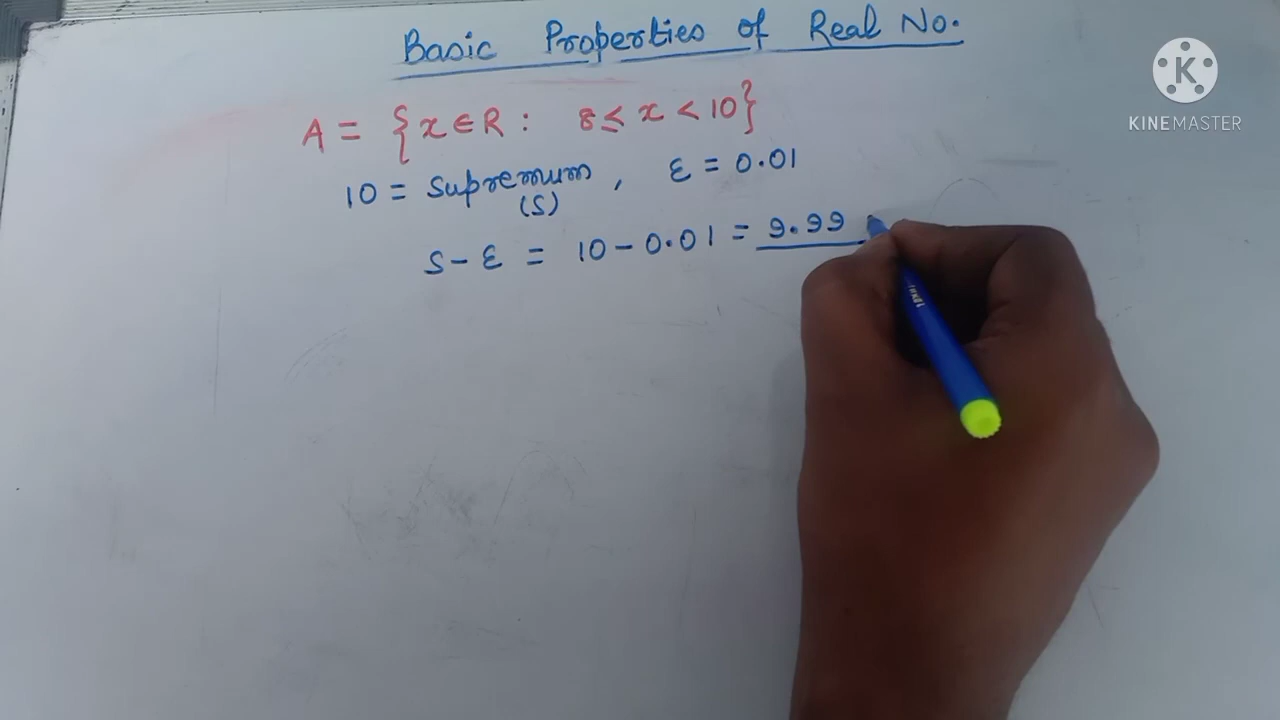 Basic Properties of Real No.
A = {x ∈ R : 8 ≤ x < 10}
10 = Supremum , ε = 0.01
(S)
S - ε = 10 - 0.01 = 9.99
K
KINEMASTER